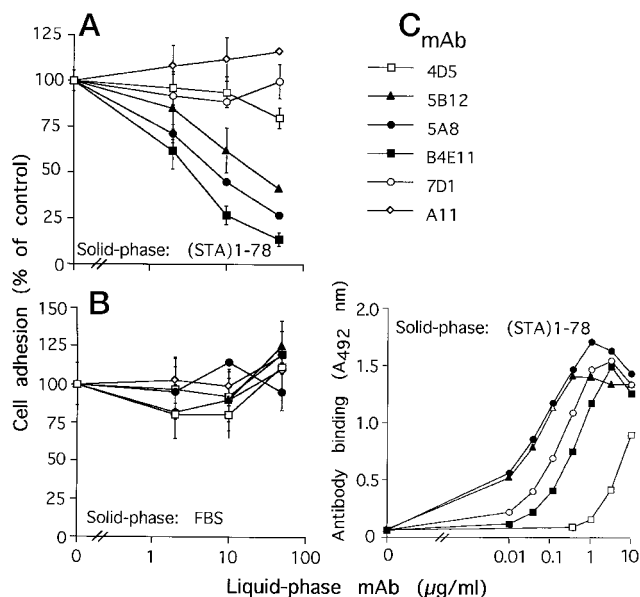 A
C mAb
4D5
5B12
5A8
B4E11
7D1
A11
125
100
75
50
25
0
Solid-phase: (STA)1-78
Cell adhesion (% of control)
B
150
125
100
75
50
25
0
Solid-phase: FBS
1 10 100
Solid-phase: (STA)1-78
Antibody binding (A492 nm)
2.0
1.5
1.0
0.5
0
0.01 0.1 1 10
Liquid-phase mAb (µg/ml)